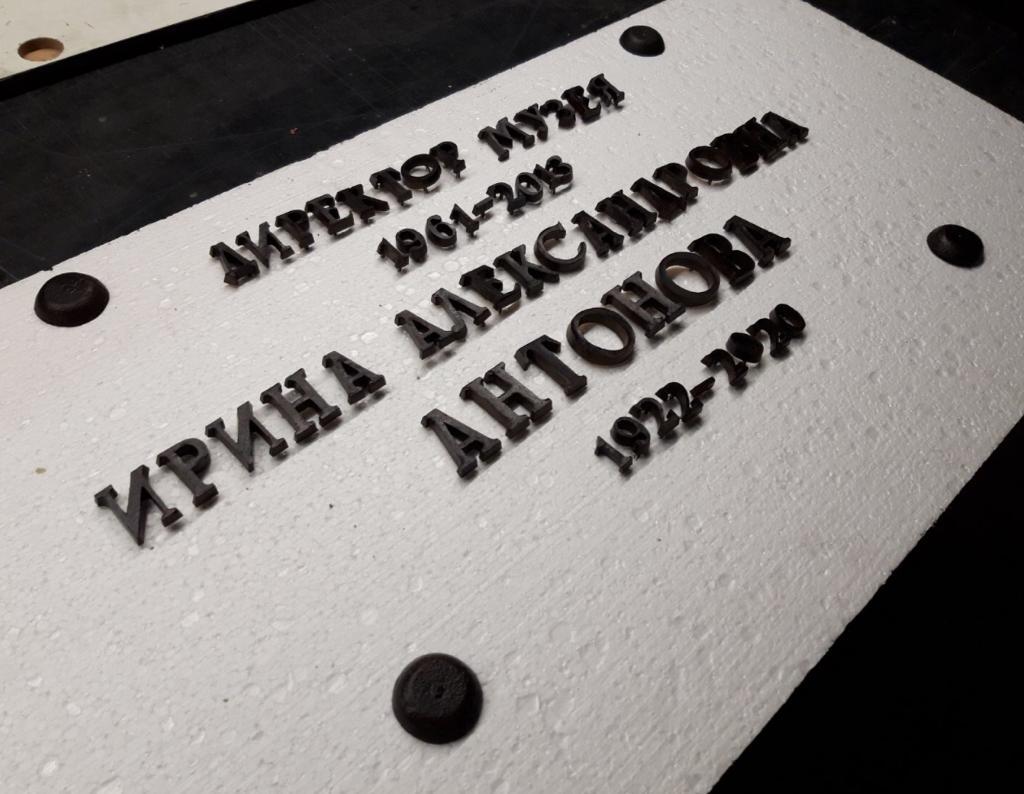 ДИРЕКТОР МУЗЕЯ
1961-2013
ИРИНА АЛЕКСАНДРОВНА
АНТОНОВА
1922-2020